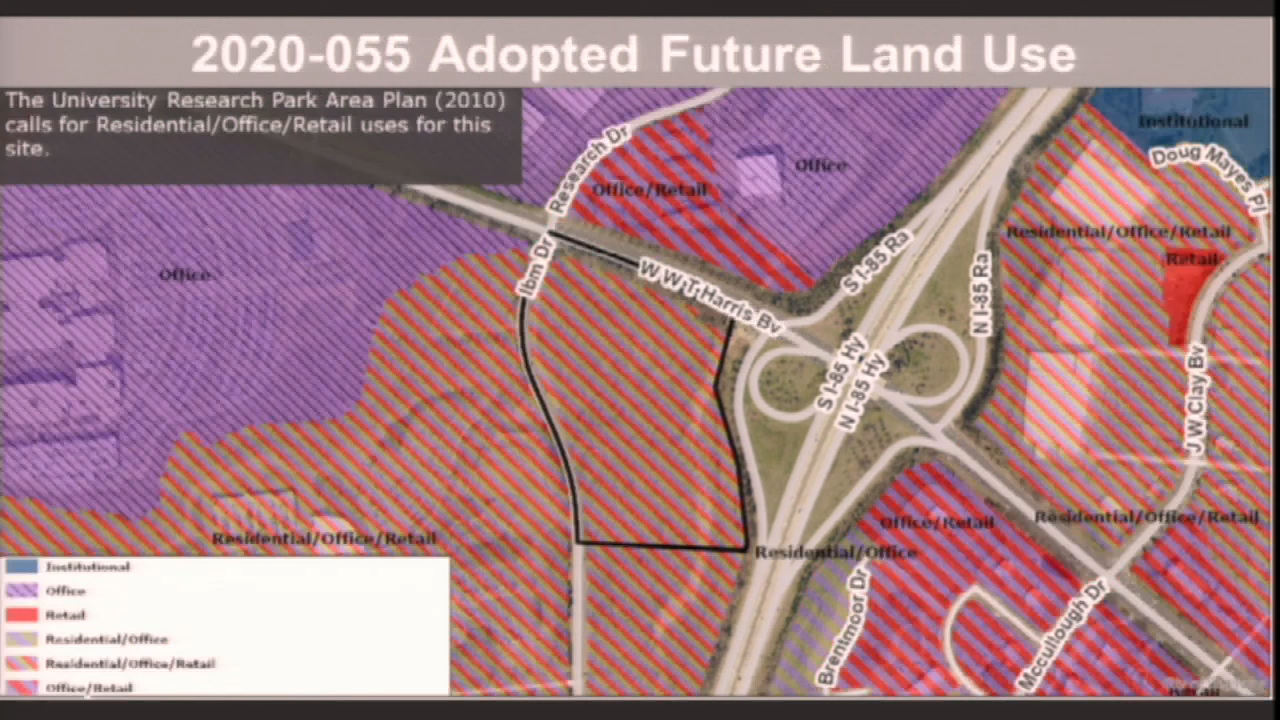 2020-055 Adopted Future Land Use
The University Research Park Area Plan (2010)
calls for Residential/Office/Retail uses for this
site.
Institutional
Doug Mayes Pl
Research Dr
Office
Office/Retail
Residential/Office/Retail
S I-85 Ra
Ibm Dr
Retail
Office
W W T Harris Bv
N I-85 Ra
S I-85 Hy
N I-85 Hy
J W Clay Bv
Residential/Office/Retail
Office/Retail
Residential/Office/Retail
Residential/Office
Brentmoor Dr
Mccullough Dr
Retail
Institutional
Office
Retail
Residential/Office
Residential/Office/Retail
Office/Retail